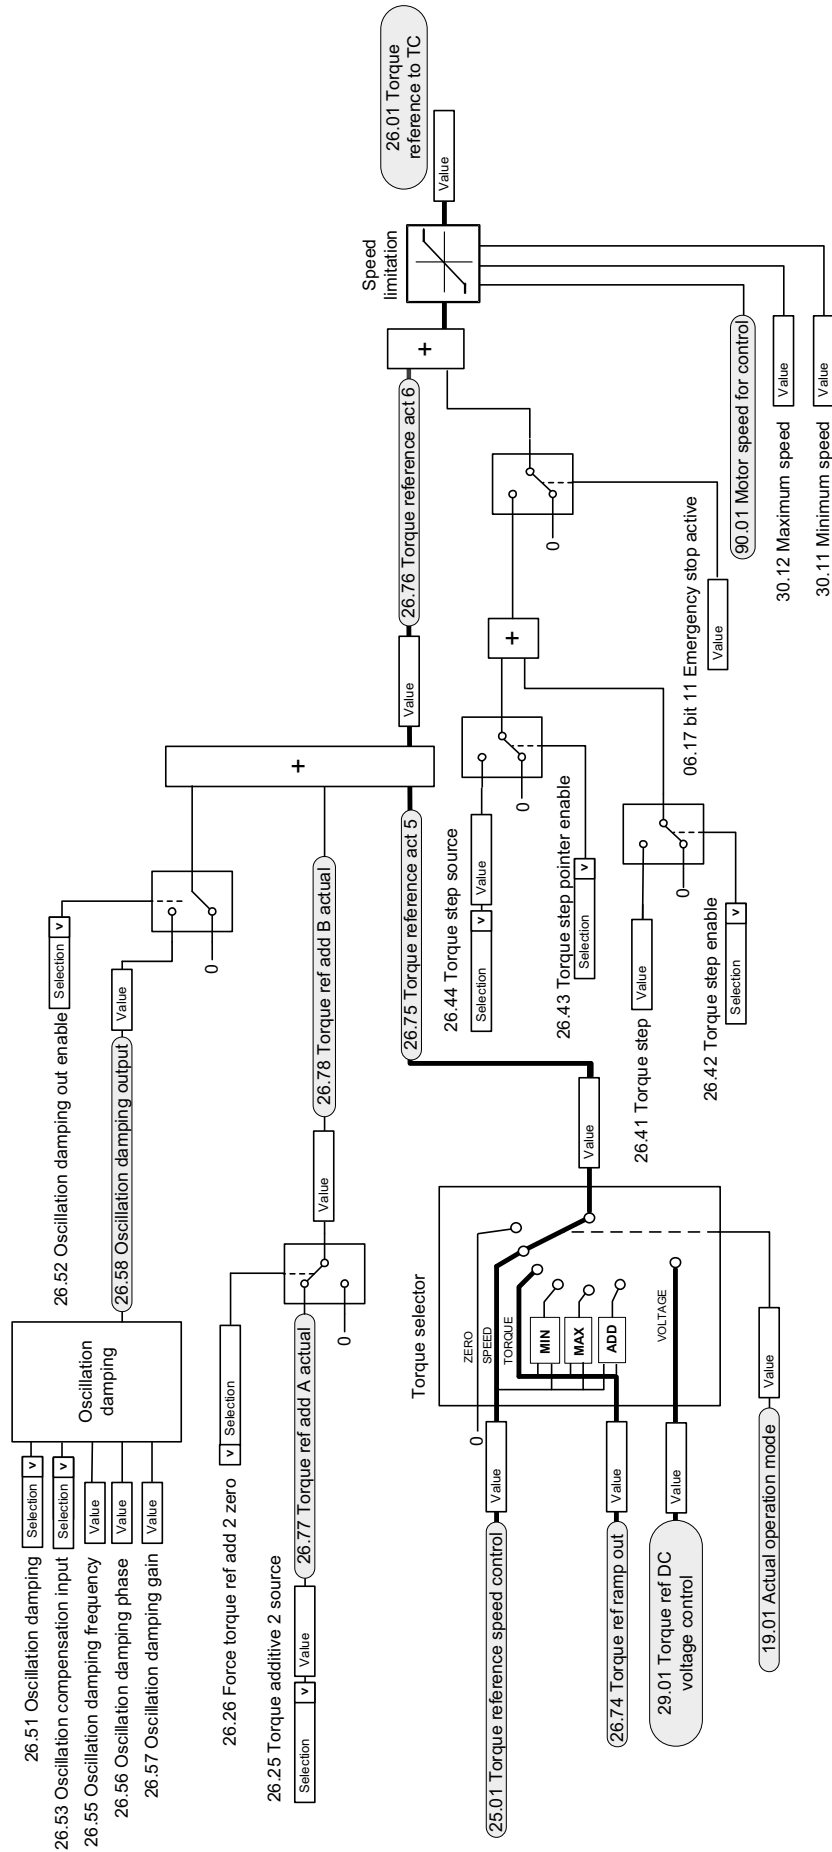 26.51 Oscillation damping
Selection
v
26.53 Oscillation compensation input
Selection
v
26.55 Oscillation damping frequency
Value
26.56 Oscillation damping phase
Value
26.57 Oscillation damping gain
Value
Oscillation
damping
26.52 Oscillation damping out enable
Selection
v
26.58 Oscillation damping output
Value
0
26.26 Force torque ref add 2 zero
v
Selection
26.25 Torque additive 2 source
Selection
v
Value
26.77 Torque ref add A actual
0
Value
26.78 Torque ref add B actual
+
Torque selector
0
ZERO
SPEED
TORQUE
MIN
MAX
ADD
VOLTAGE
25.01 Torque reference speed control
Value
26.74 Torque ref ramp out
Value
29.01 Torque ref DC
voltage control
Value
19.01 Actual operation mode
Value
Value
26.75 Torque reference act 5
Value
26.76 Torque reference act 6
26.44 Torque step source
Selection
v
Value
0
26.43 Torque step pointer enable
Selection
v
26.41 Torque step
Value
0
26.42 Torque step enable
Selection
v
+
0
06.17 bit 11 Emergency stop active
Value
+
Speed
limitation
90.01 Motor speed for control
30.12 Maximum speed
Value
30.11 Minimum speed
Value
Value
26.01 Torque
reference to TC